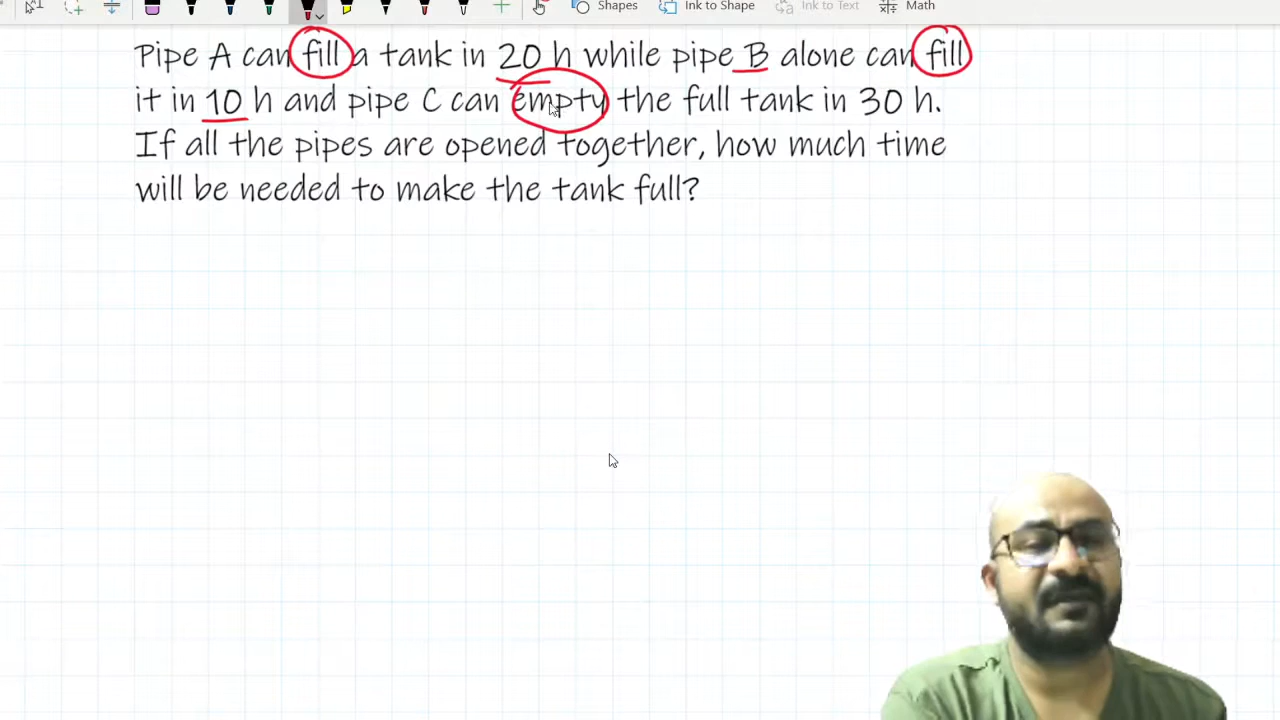 Shapes Ink to Shape Ink to Text Math
Pipe A can fill a tank in 20 h while pipe B alone can fill
it in 10 h and pipe C can empty the full tank in 30 h.
If all the pipes are opened together, how much time
will be needed to make the tank full?